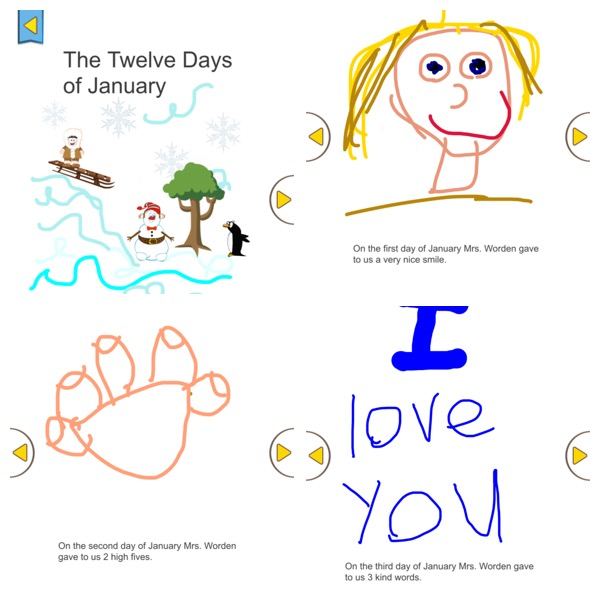 The Twelve Days
of January
On the first day of January Mrs. Worden gave
to us a very nice smile.
On the second day of January Mrs. Worden
gave to us 2 high fives.
I
love
YOU
On the third day of January Mrs. Worden gave
to us 3 kind words.